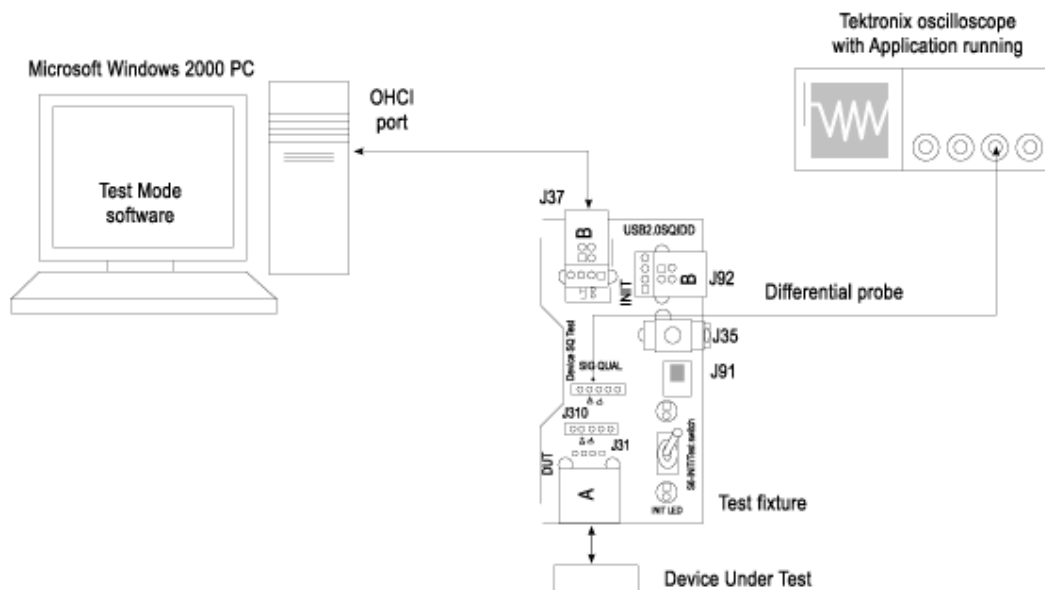 Tektronix oscilloscope
with Application running
Microsoft Windows 2000 PC
OHCI
port
Test Mode
software
J37
B
USB2.0SQIDD
INIT
B
J92
Differential probe
J35
Device SQ Test
SIG QUAL
J91
J310
J31
DUT
A
S6-INIT/Test switch
INIT LED
Test fixture
Device Under Test